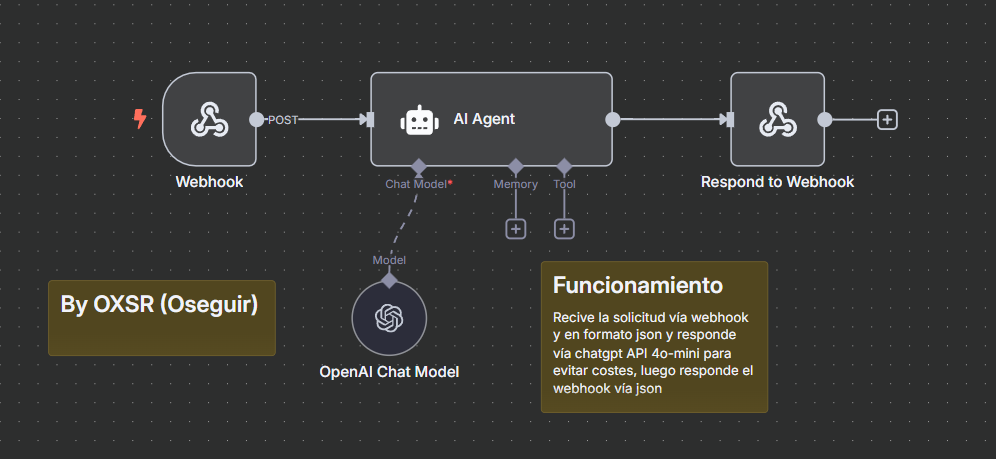 POST
AI Agent
Webhook
Chat Model*
Memory
Tool
Respond to Webhook
Model
OpenAI Chat Model
By OXSR (Oseguir)
Funcionamiento
Recive la solicitud vía webhook
y en formato json y responde
vía chatgpt API 4o-mini para
evitar costes, luego responde el
webhook vía json